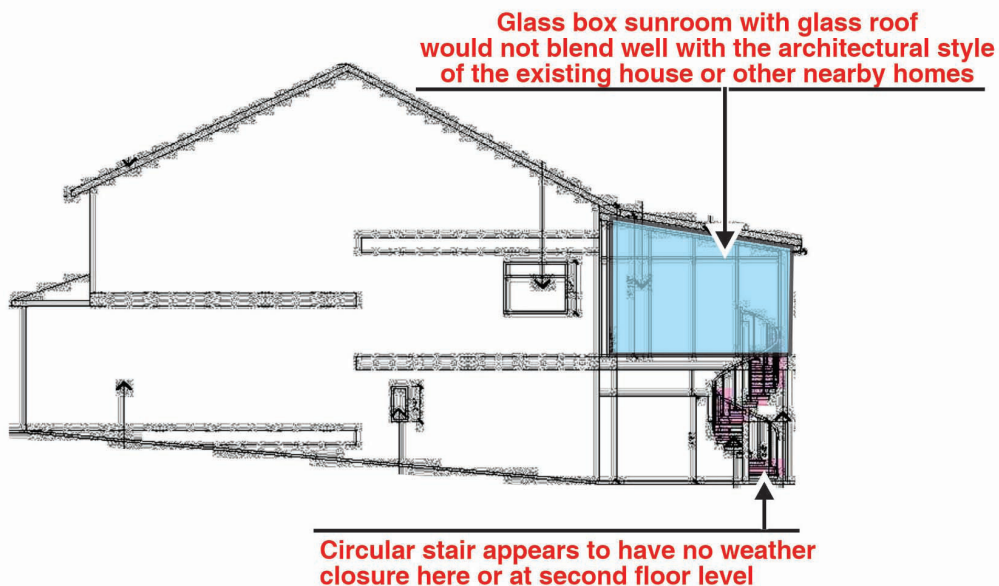 Glass box sunroom with glass roof
would not blend well with the architectural style
of the existing house or other nearby homes
Circular stair appears to have no weather
closure here or at second floor level